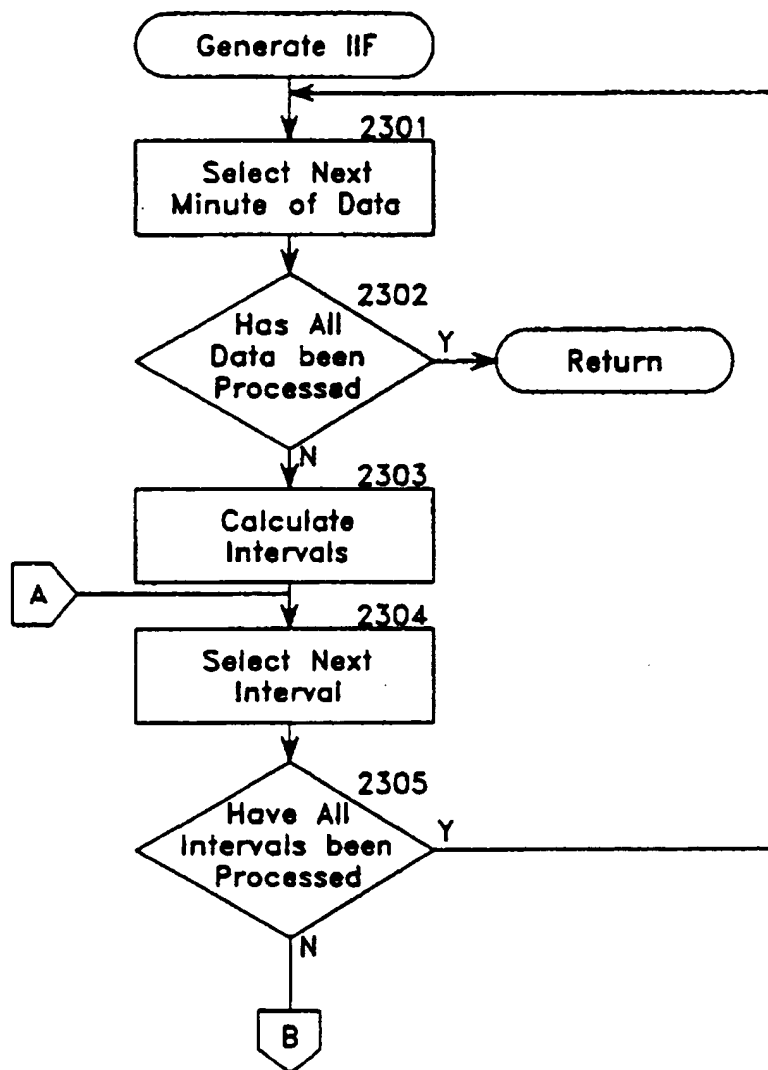 Generate IIF
2301
Select Next
Minute of Data
2302
Has All
Data been
Processed
Y
Return
N
2303
Calculate
Intervals
A
2304
Select Next
Interval
2305
Have All
Intervals been
Processed
Y
N
B